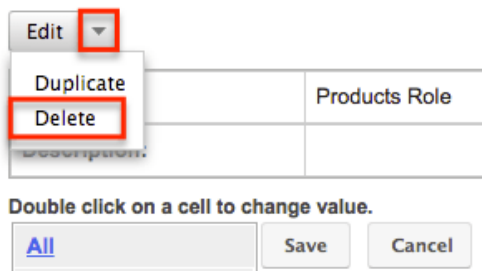 Edit
Duplicate
Products Role
Delete
Description:
Double click on a cell to change value.
All Save Cancel